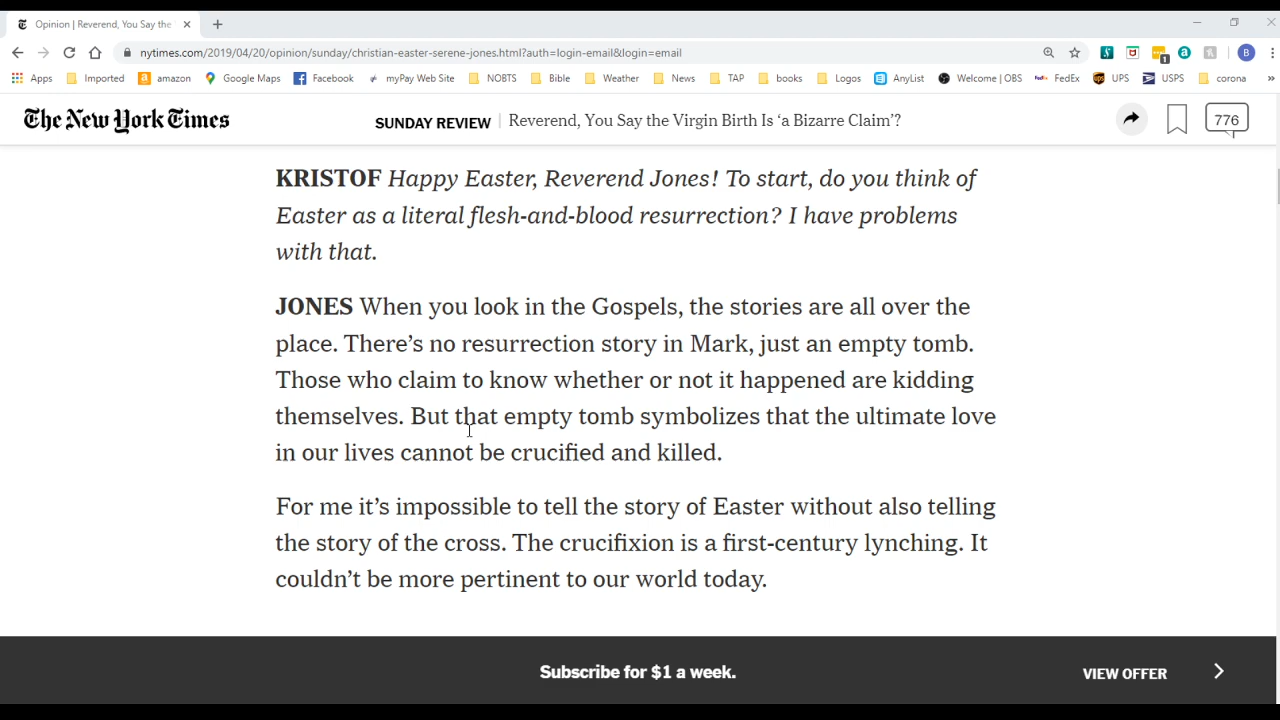 Opinion | Reverend, You Say the
nytimes.com/2019/04/20/opinion/sunday/christian-easter-serene-jones.html?auth=login-email&login=email
B
Apps Imported amazon Google Maps Facebook myPay Web Site NOBTS Bible Weather News TAP books Logos AnyList Welcome | OBS FedEx UPS USPS corona »
The New York Times SUNDAY REVIEW | Reverend, You Say the Virgin Birth Is ‘a Bizarre Claim’? 776
KRISTOF Happy Easter, Reverend Jones! To start, do you think of
Easter as a literal flesh-and-blood resurrection? I have problems
with that.
JONES When you look in the Gospels, the stories are all over the
place. There’s no resurrection story in Mark, just an empty tomb.
Those who claim to know whether or not it happened are kidding
themselves. But that empty tomb symbolizes that the ultimate love
in our lives cannot be crucified and killed.
For me it’s impossible to tell the story of Easter without also telling
the story of the cross. The crucifixion is a first-century lynching. It
couldn’t be more pertinent to our world today.
Subscribe for $1 a week. VIEW OFFER